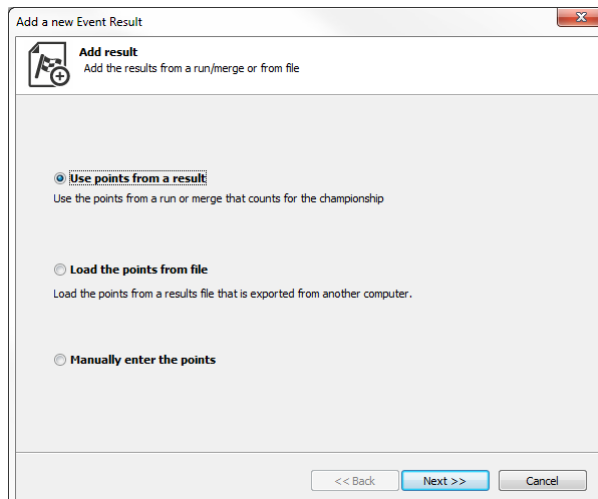 Add a new Event Result
Add result
Add the results from a run/merge or from file
Use points from a result
Use the points from a run or merge that counts for the championship
Load the points from file
Load the points from a results file that is exported from another computer.
Manually enter the points
<< Back
Next >>
Cancel